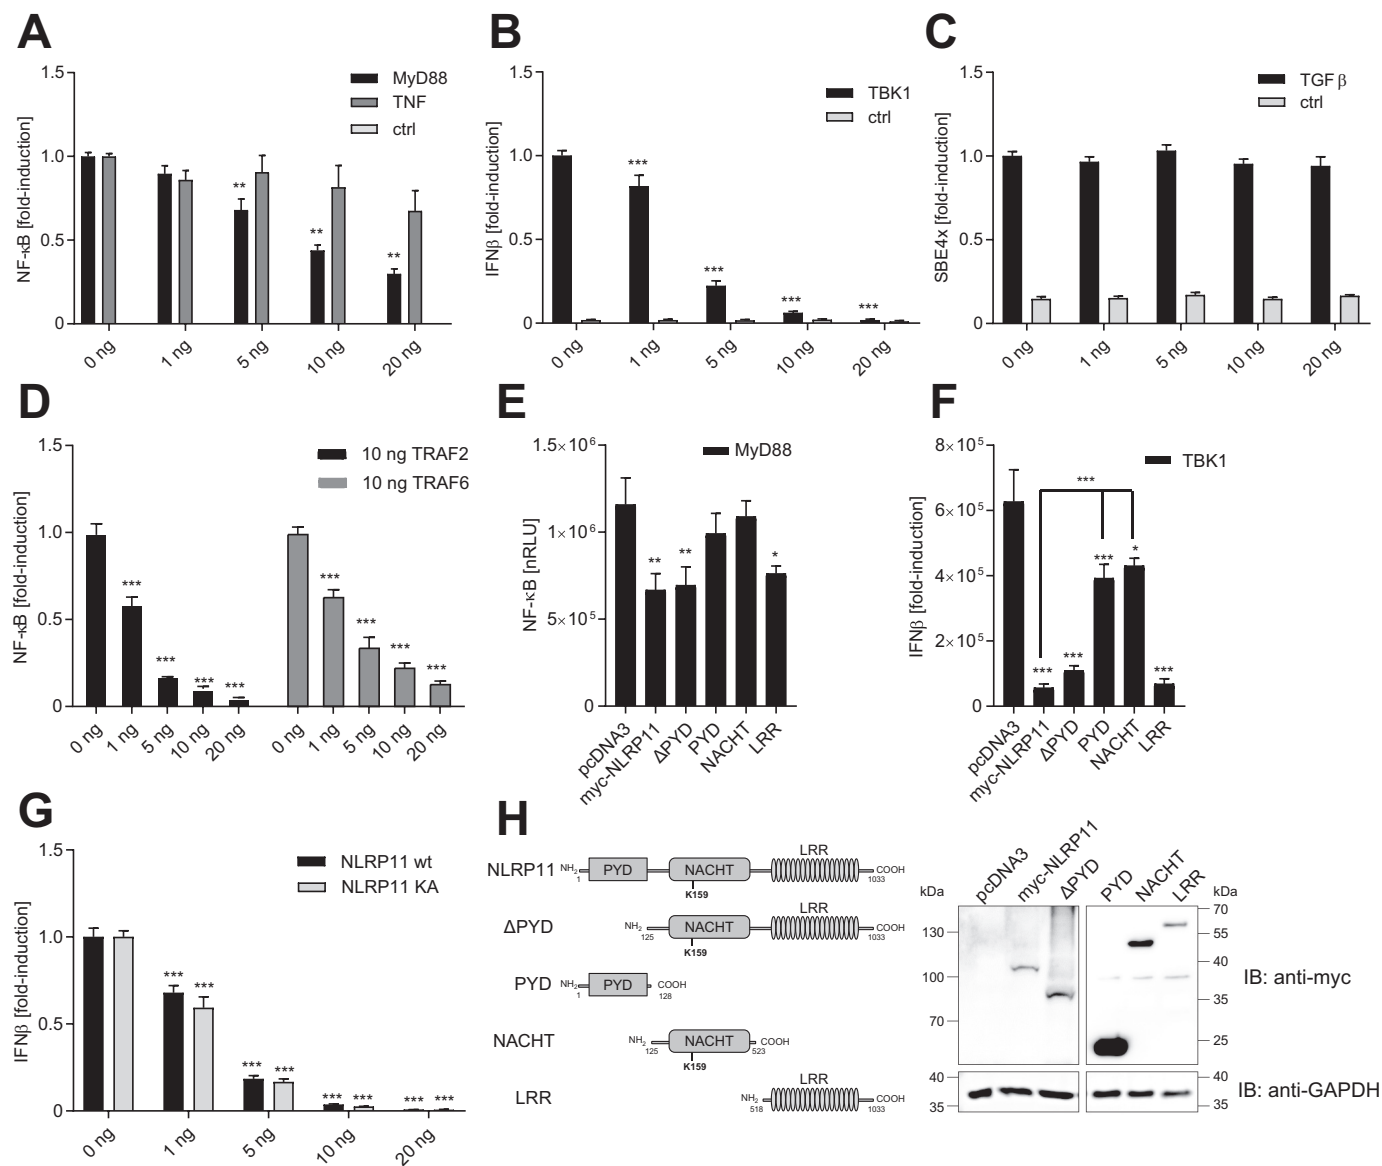 A
1.5
1.0
0.5
0
NF-κB [fold-induction]
MyD88
TNF
ctrl
** ** **
0 ng 1 ng 5 ng 10 ng 20 ng
B
1.5
1.0
0.5
0
IFNβ [fold-induction]
TBK1
ctrl
*** *** *** ***
0 ng 1 ng 5 ng 10 ng 20 ng
C
1.5
1.0
0.5
0
SBE4x [fold-induction]
TGFβ
ctrl
0 ng 1 ng 5 ng 10 ng 20 ng
D
1.5
1.0
0.5
0
NF-κB [fold-induction]
10 ng TRAF2
10 ng TRAF6
*** *** *** *** *** *** *** ***
0 ng 1 ng 5 ng 10 ng 20 ng 0 ng 1 ng 5 ng 10 ng 20 ng
E
1.5×10⁶
1×10⁶
5×10⁵
0
NF-κB [nRLU]
MyD88
** ** *
pcDNA3 myc-NLRP11 ΔPYD PYD NACHT LRR
F
8×10⁵
6×10⁵
4×10⁵
2×10⁵
0
IFNβ [fold-induction]
TBK1
***
*** *** *** * ***
pcDNA3 myc-NLRP11 ΔPYD PYD NACHT LRR
G
1.5
1.0
0.5
0
IFNβ [fold-induction]
NLRP11 wt
NLRP11 KA
*** *** *** *** *** *** *** ***
0 ng 1 ng 5 ng 10 ng 20 ng
H
LRR
NLRP11 NH₂ PYD NACHT COOH
1 K159 1033
LRR
ΔPYD NH₂ NACHT COOH
125 K159 1033
PYD NH₂ PYD COOH
1 128
NACHT NH₂ NACHT COOH
125 K159 523
LRR
LRR NH₂ COOH
518 1033
pcDNA3 myc-NLRP11 ΔPYD PYD NACHT LRR
kDa
130
100
70
40
35
kDa
70
55
40
35
25
40
35
IB: anti-myc
IB: anti-GAPDH